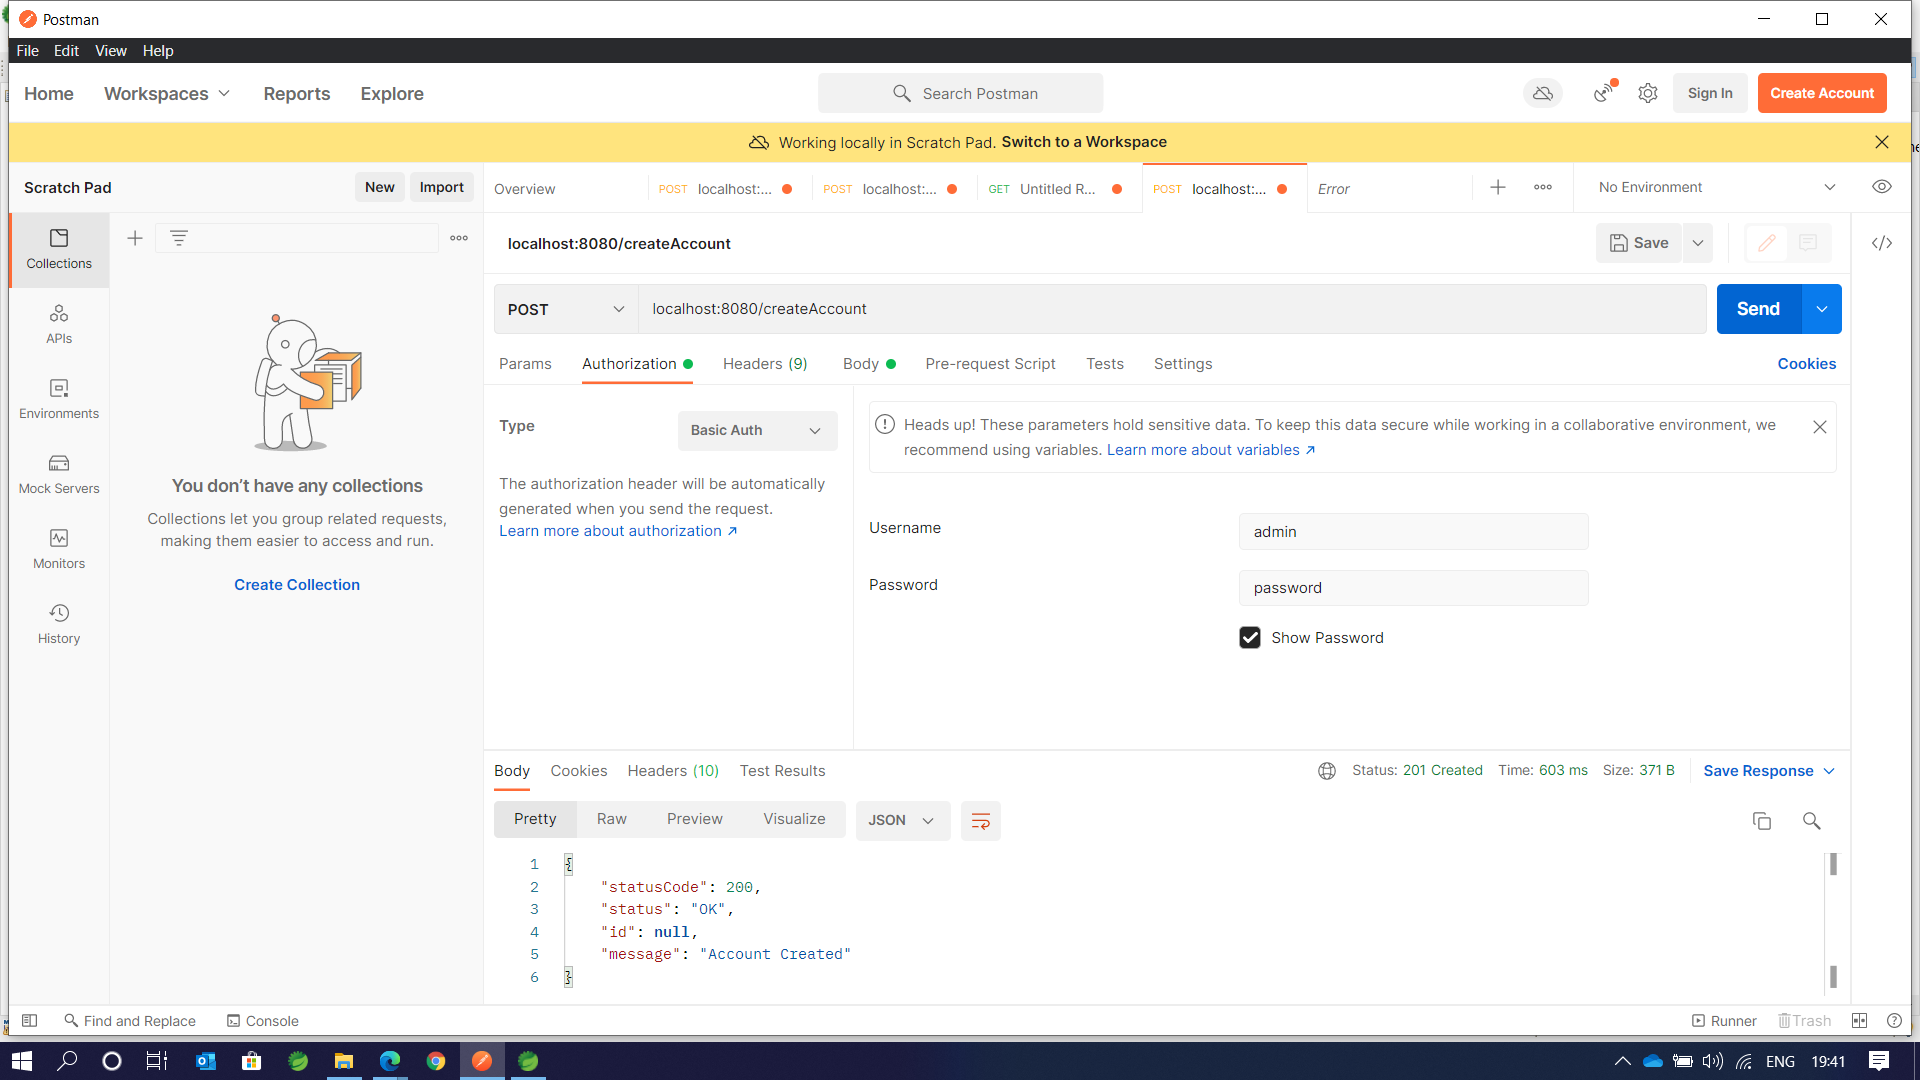 Postman
File Edit View Help
Home Workspaces Reports Explore Search Postman Sign In Create Account
Working locally in Scratch Pad. Switch to a Workspace
Scratch Pad New Import
Overview POST localhost:... POST localhost:... GET Untitled R... POST localhost:... Error No Environment
localhost:8080/createAccount Save
POST localhost:8080/createAccount Send
Params Authorization Headers (9) Body Pre-request Script Tests Settings Cookies
Collections
APIs
Environments
Mock Servers
Monitors
History
You don’t have any collections
Collections let you group related requests,
making them easier to access and run.
Create Collection
Type Basic Auth
The authorization header will be automatically
generated when you send the request.
Learn more about authorization ↗
Heads up! These parameters hold sensitive data. To keep this data secure while working in a collaborative environment, we
recommend using variables. Learn more about variables ↗
Username admin
Password password
Show Password
Body Cookies Headers (10) Test Results Status: 201 Created Time: 603 ms Size: 371 B Save Response
Pretty Raw Preview Visualize JSON
1 {
2 "statusCode": 200,
3 "status": "OK",
4 "id": null,
5 "message": "Account Created"
6 }
Find and Replace Console Runner Trash
ENG 19:41